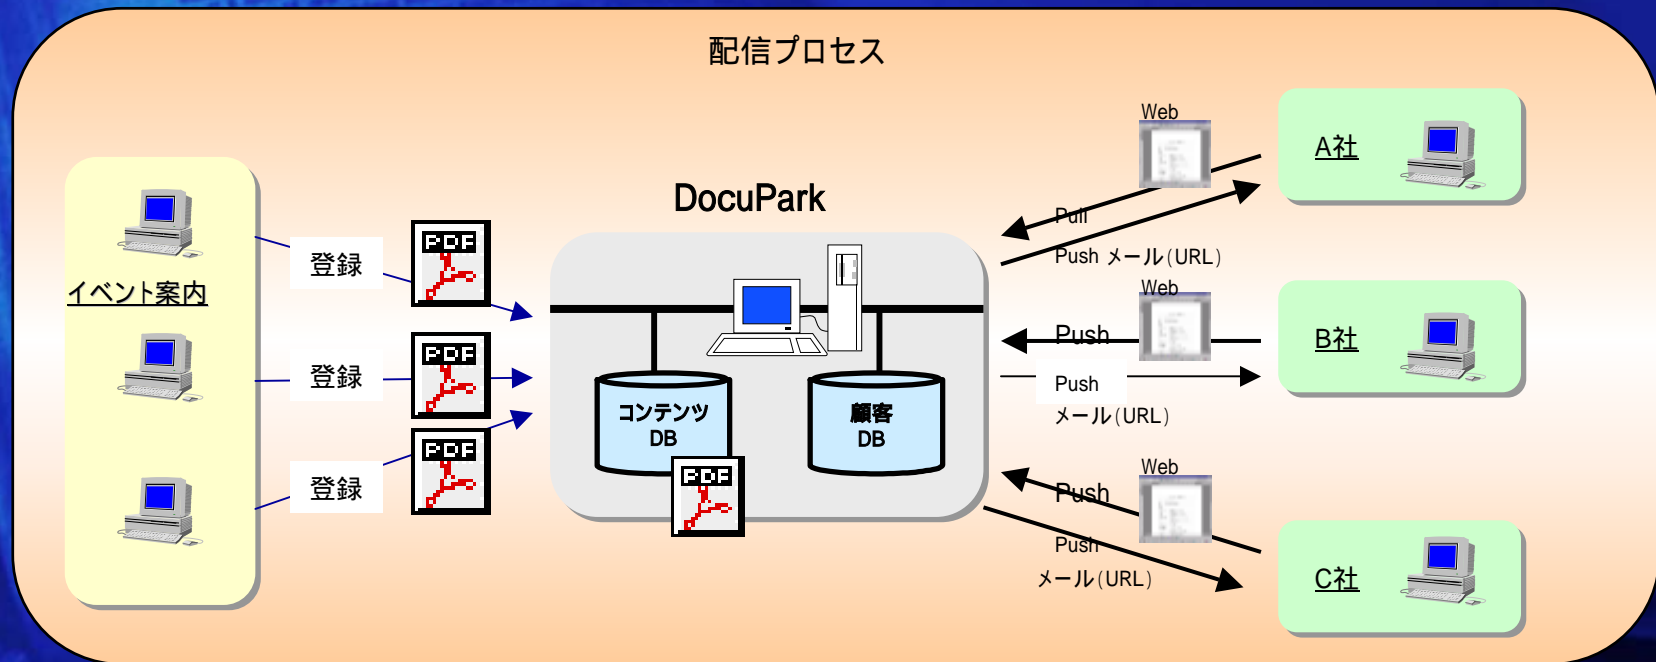 配信プロセス
イベント案内
登録
PDF
登録
PDF
登録
PDF
DocuPark
コンテンツ
DB
顧客
DB
PDF
Web
Pull
Push メール(URL)
A社
Web
Push
Push
メール(URL)
B社
Web
Push
Push
メール(URL)
C社